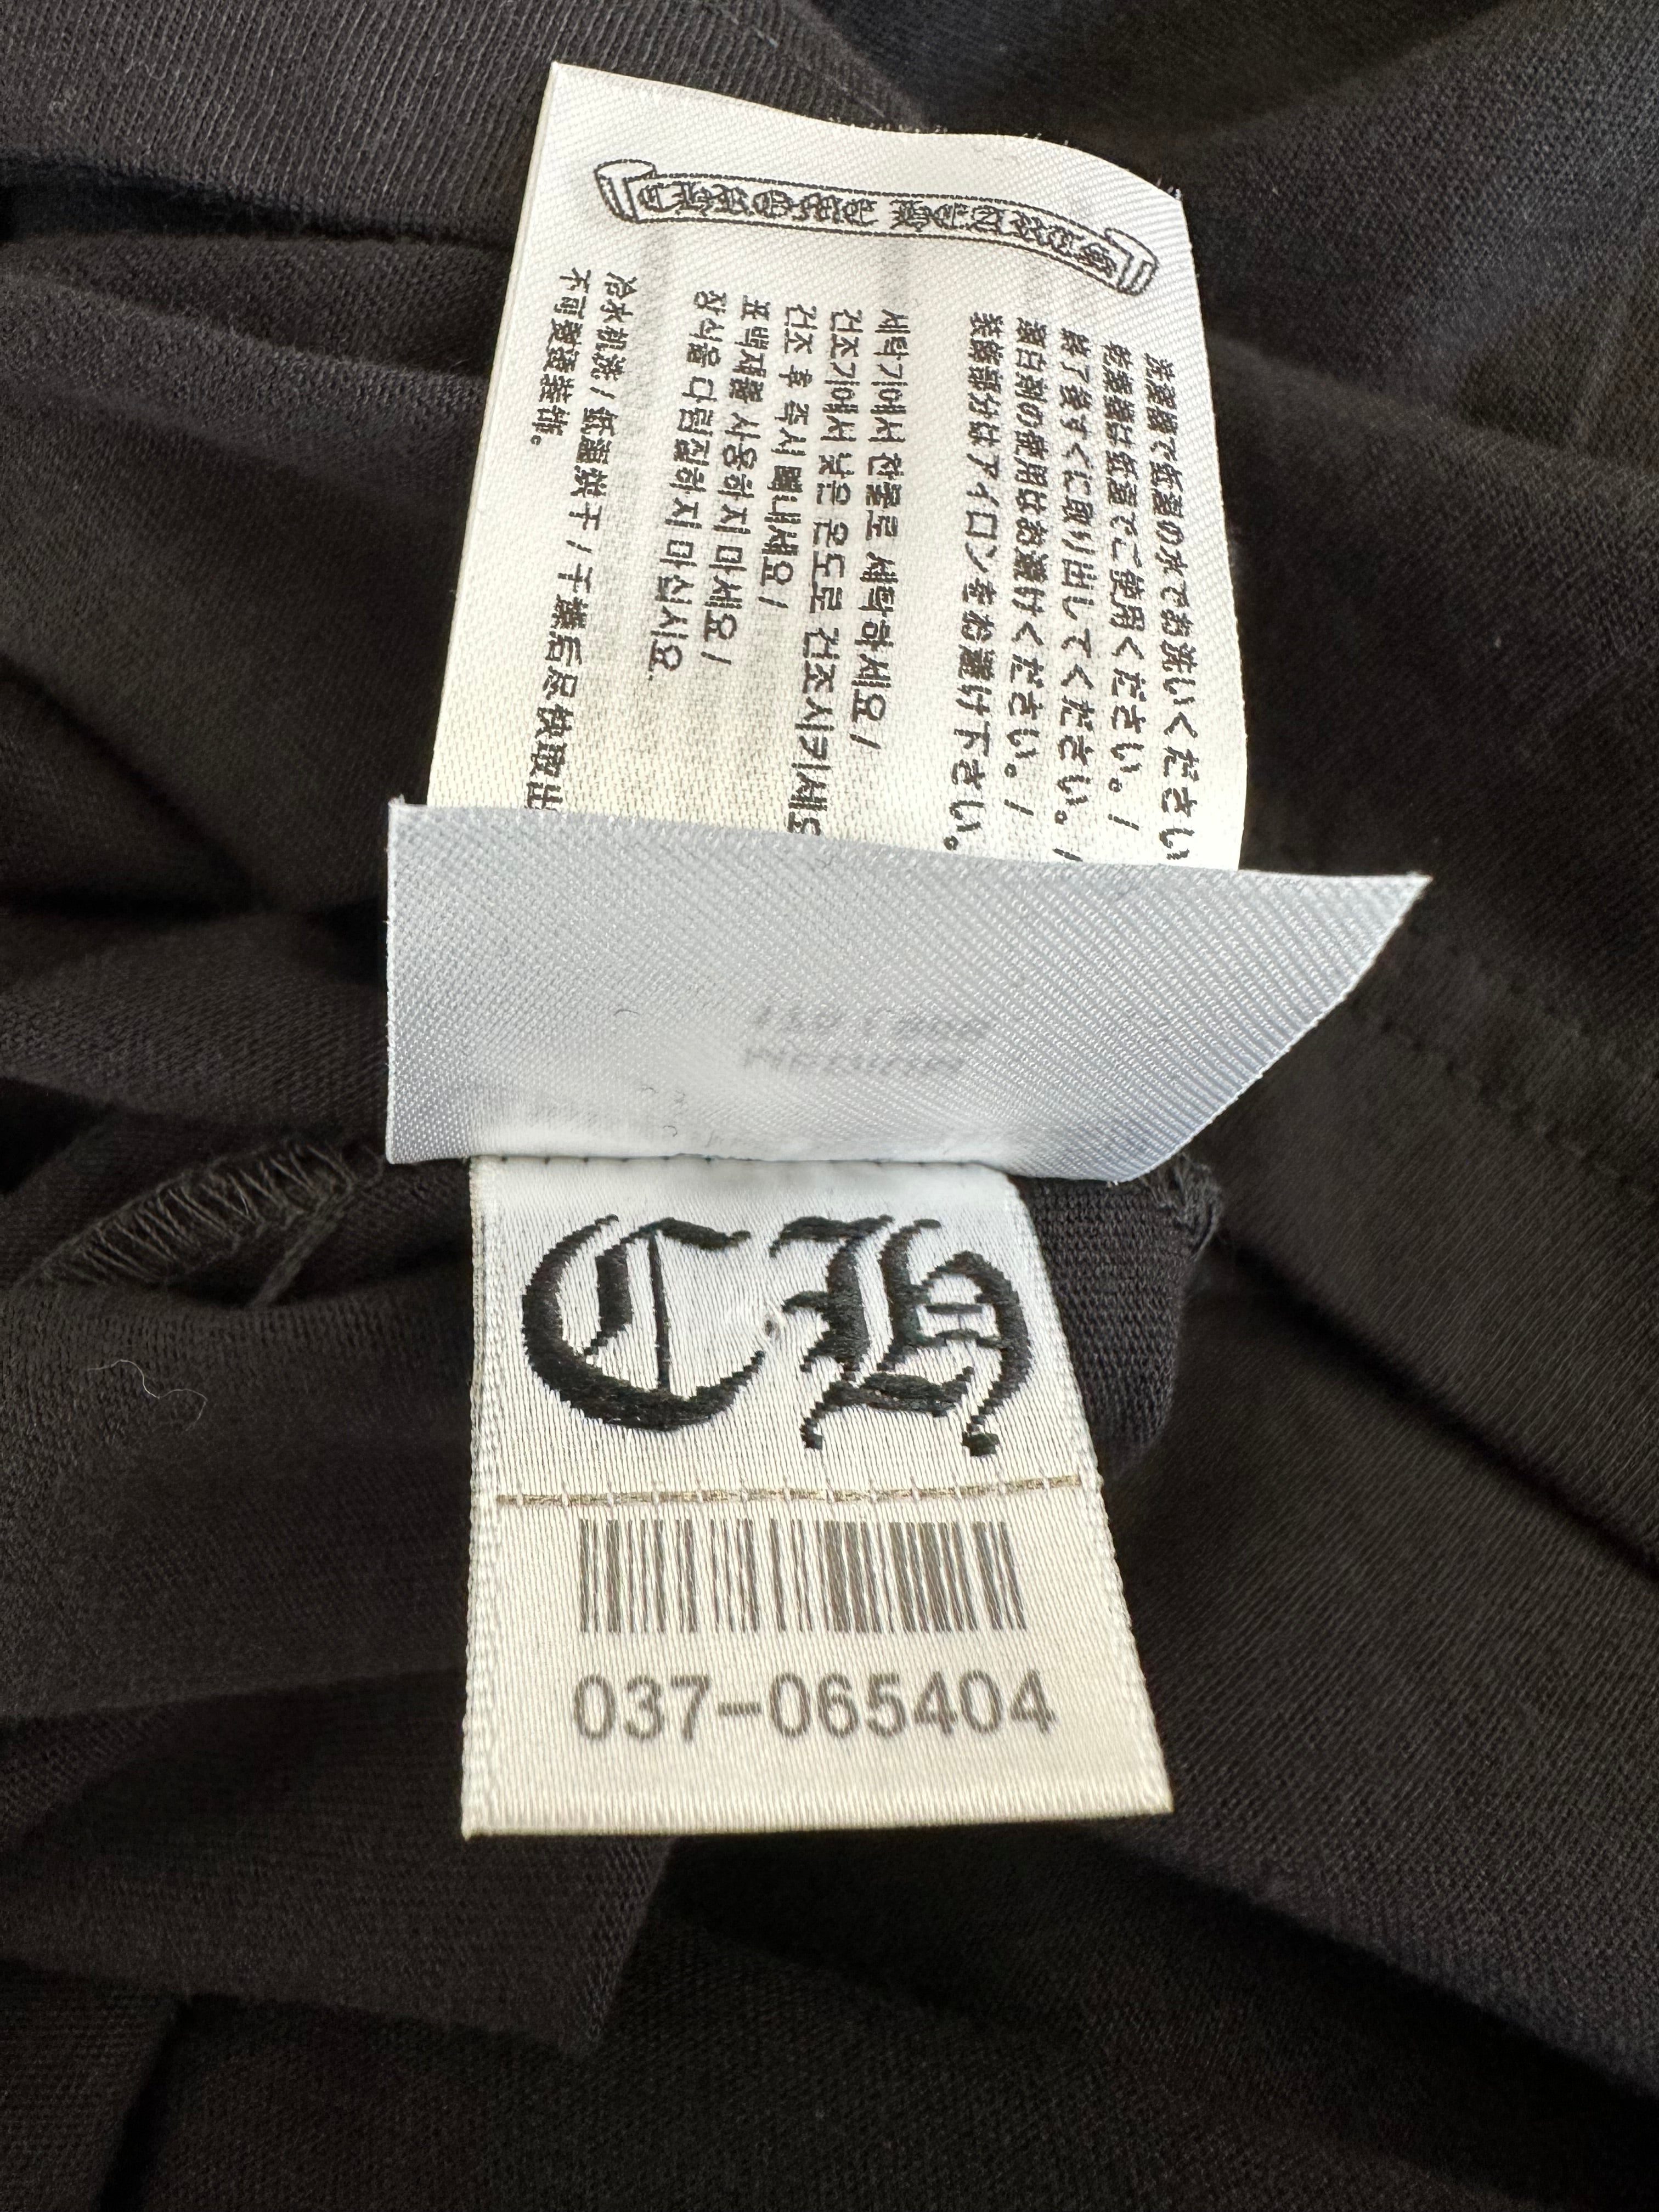 CHROME HEARTS
洗濯機で低温の水でお洗いください
乾燥機は低温でご使用ください。/
終了後すぐに取り出してください。/
漂白剤の使用はお避けください。/
装飾部分はアイロンをお避け下さい。
세탁기에서 찬물로 세탁하세요 /
건조기에서 낮은 온도로 건조시키세요
건조 후 즉시 빼내세요 /
표백제를 사용하지 마세요 /
장식을 다림질하지 마십시요.
冷水机洗 / 低温烘干 / 干燥后尽快取出
不可熨烫装饰。
CH
037-065404